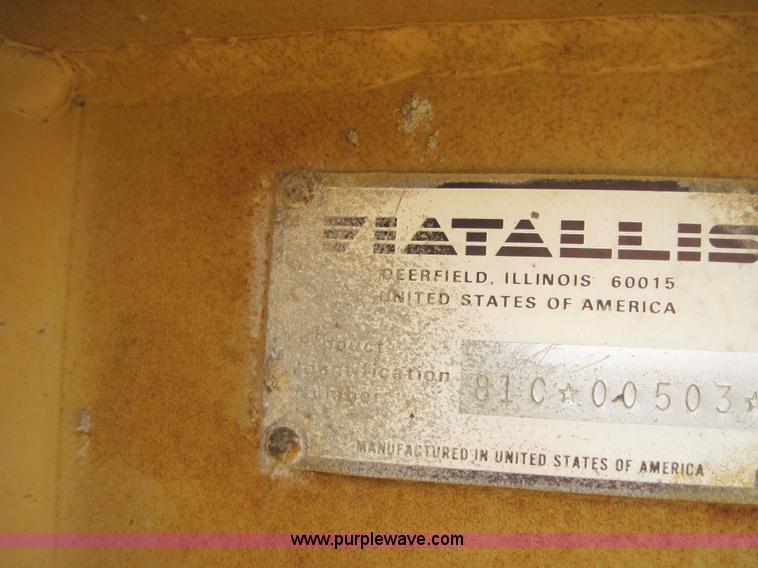 FIATALLIS
DEERFIELD, ILLINOIS 60015
UNITED STATES OF AMERICA
Product
Identification
Number
81C☆00503☆
MANUFACTURED IN UNITED STATES OF AMERICA
www.purplewave.com